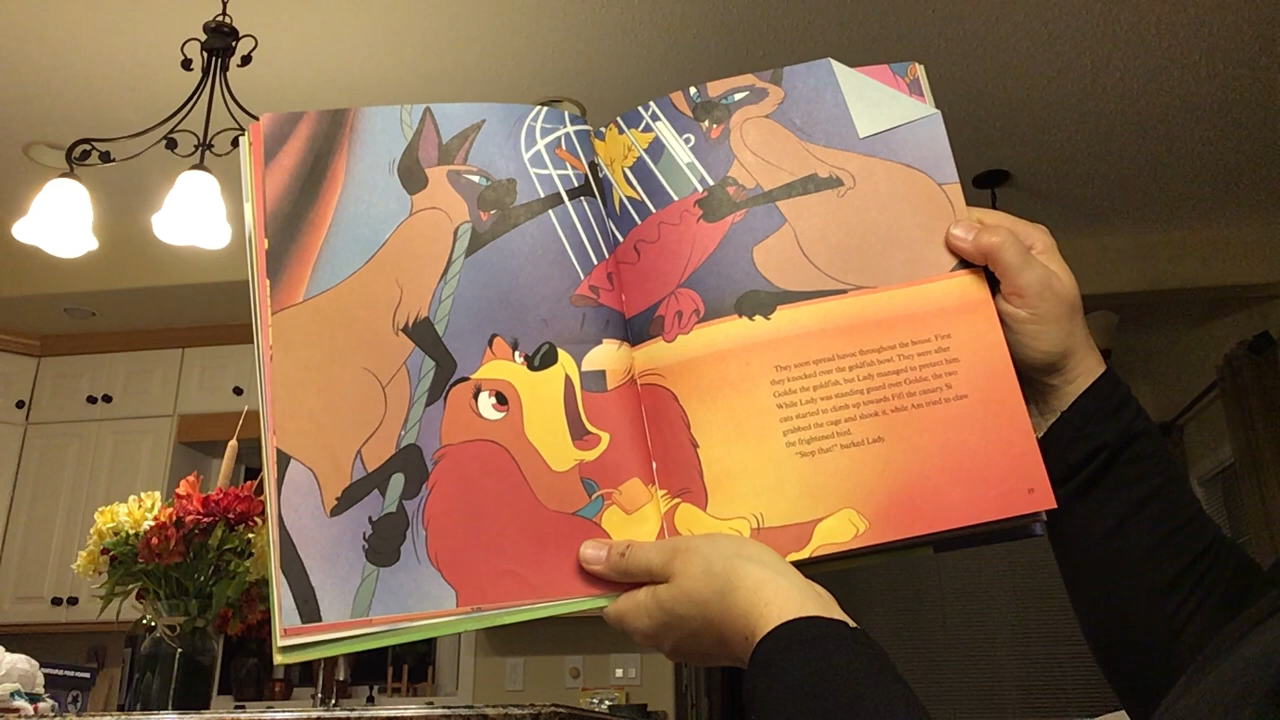 They soon spread havoc throughout the house. First
they knocked over the goldfish bowl. They were after
Goldie the goldfish, but Lady managed to protect him.
While Lady was standing guard over Goldie, the two
cats started to climb up towards Fifi the canary. Si
grabbed the cage and shook it, while Am tried to claw
the frightened bird.
"Stop that!" barked Lady.
19